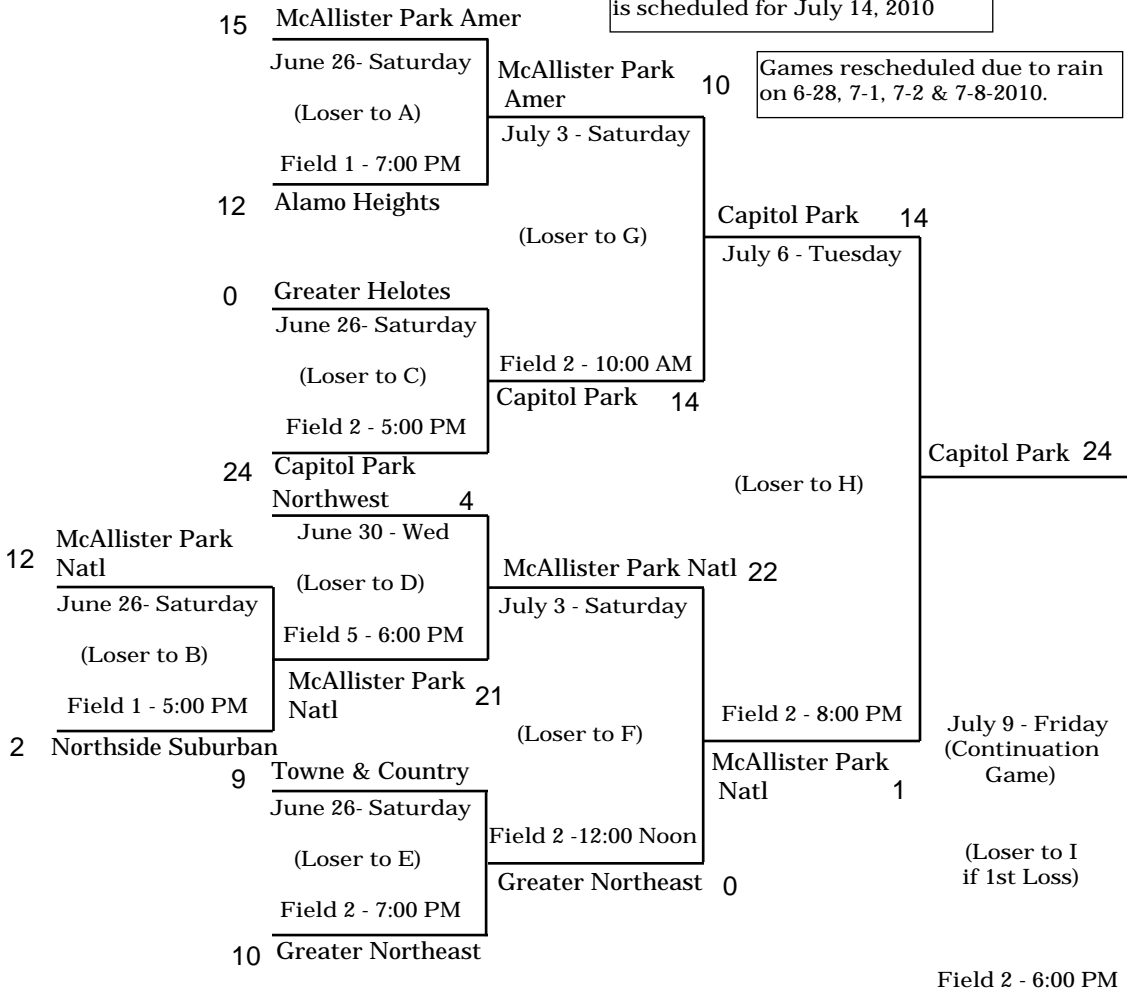 is scheduled for July 14, 2010
15 McAllister Park Amer
June 26- Saturday
(Loser to A)
Field 1 - 7:00 PM
12 Alamo Heights
McAllister Park
Amer
10
Games rescheduled due to rain
on 6-28, 7-1, 7-2 & 7-8-2010.
July 3 - Saturday
(Loser to G)
Field 2 - 10:00 AM
Capitol Park 14
0 Greater Helotes
June 26- Saturday
(Loser to C)
Field 2 - 5:00 PM
24 Capitol Park
Capitol Park 14
July 6 - Tuesday
(Loser to H)
Field 2 - 8:00 PM
McAllister Park
Natl
1
Capitol Park 24
Northwest 4
June 30 - Wed
(Loser to D)
Field 5 - 6:00 PM
McAllister Park
Natl
21
12 McAllister Park
Natl
June 26- Saturday
(Loser to B)
Field 1 - 5:00 PM
2 Northside Suburban
McAllister Park Natl 22
July 3 - Saturday
(Loser to F)
Field 2 -12:00 Noon
Greater Northeast 0
9 Towne & Country
June 26- Saturday
(Loser to E)
Field 2 - 7:00 PM
10 Greater Northeast
July 9 - Friday
(Continuation
Game)
(Loser to I
if 1st Loss)
Field 2 - 6:00 PM